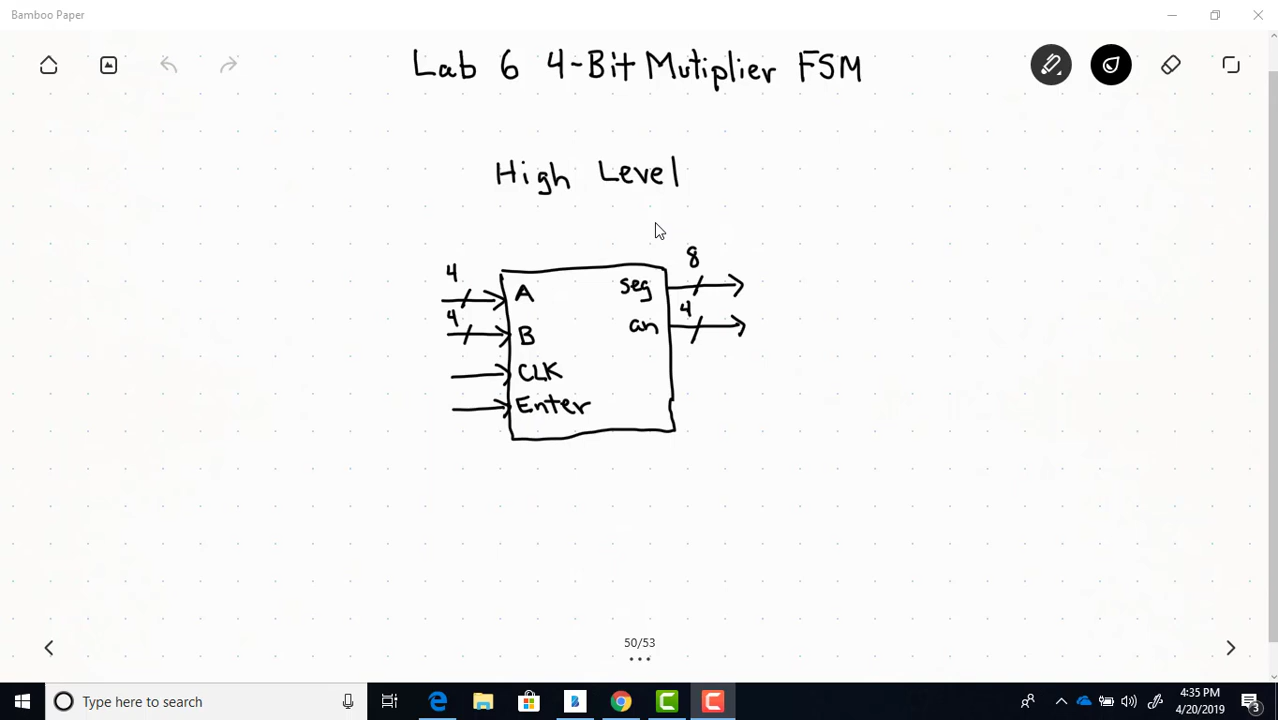 Bamboo Paper
Lab 6 4-Bit Mutiplier FSM
High Level
4
A
4
B
CLK
Enter
8
seg
4
an
50/53
Type here to search
4:35 PM
4/20/2019
3